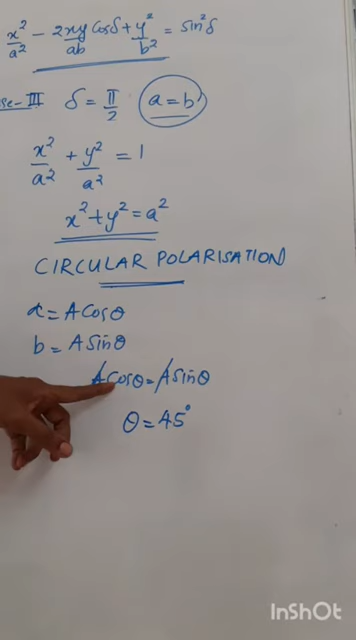 x²/a² - 2xy/ab Cosδ + y²/b² = sin²δ
se-III δ = π/2 a = b
x²/a² + y²/a² = 1
x² + y² = a²
CIRCULAR POLARISATION
a = A Cosθ
b = A Sinθ
A Cosθ = A Sinθ
θ = 45°
InShOt